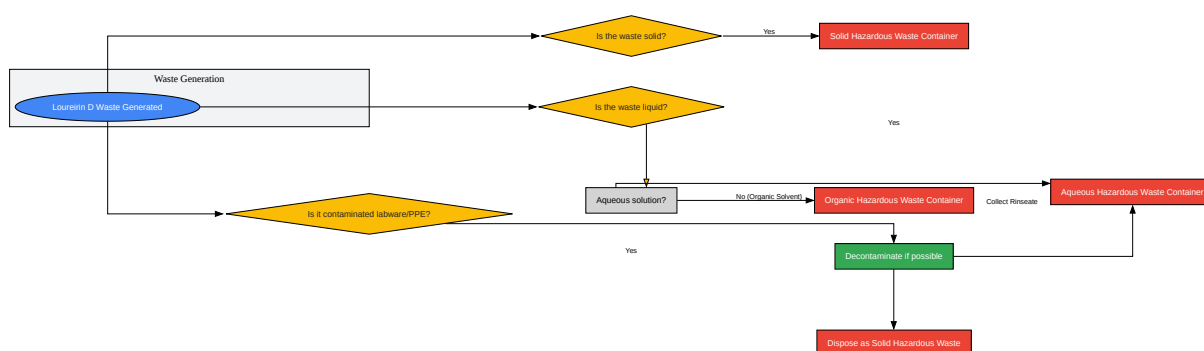 Is the waste solid?
Yes
Solid Hazardous Waste Container
Waste Generation
Loureirin D Waste Generated
Is the waste liquid?
Yes
Aqueous solution?
No (Organic Solvent)
Organic Hazardous Waste Container
Collect Rinseate
Aqueous Hazardous Waste Container
Is it contaminated labware/PPE?
Yes
Decontaminate if possible
Dispose as Solid Hazardous Waste